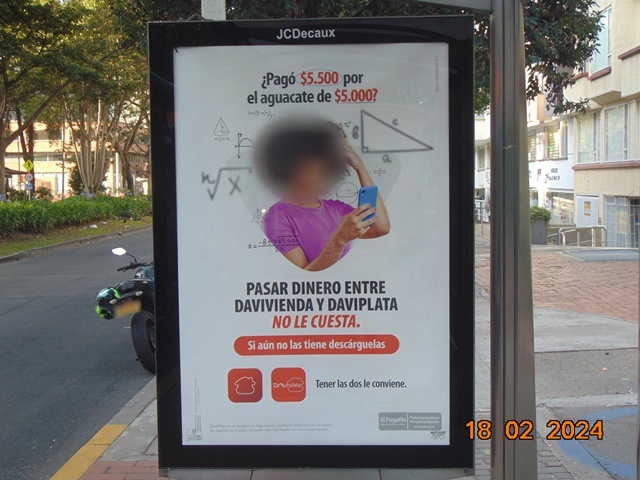 JCDecaux
¿Pagó $5.500 por
el aguacate de $5.000?
c
b
a
n√x
PASAR DINERO ENTRE
DAVIVIENDA Y DAVIPLATA
NO LE CUESTA.
Si aún no las tiene descárguelas
DAVIplata
Tener las dos le conviene.
Fogafín
18 02 2024